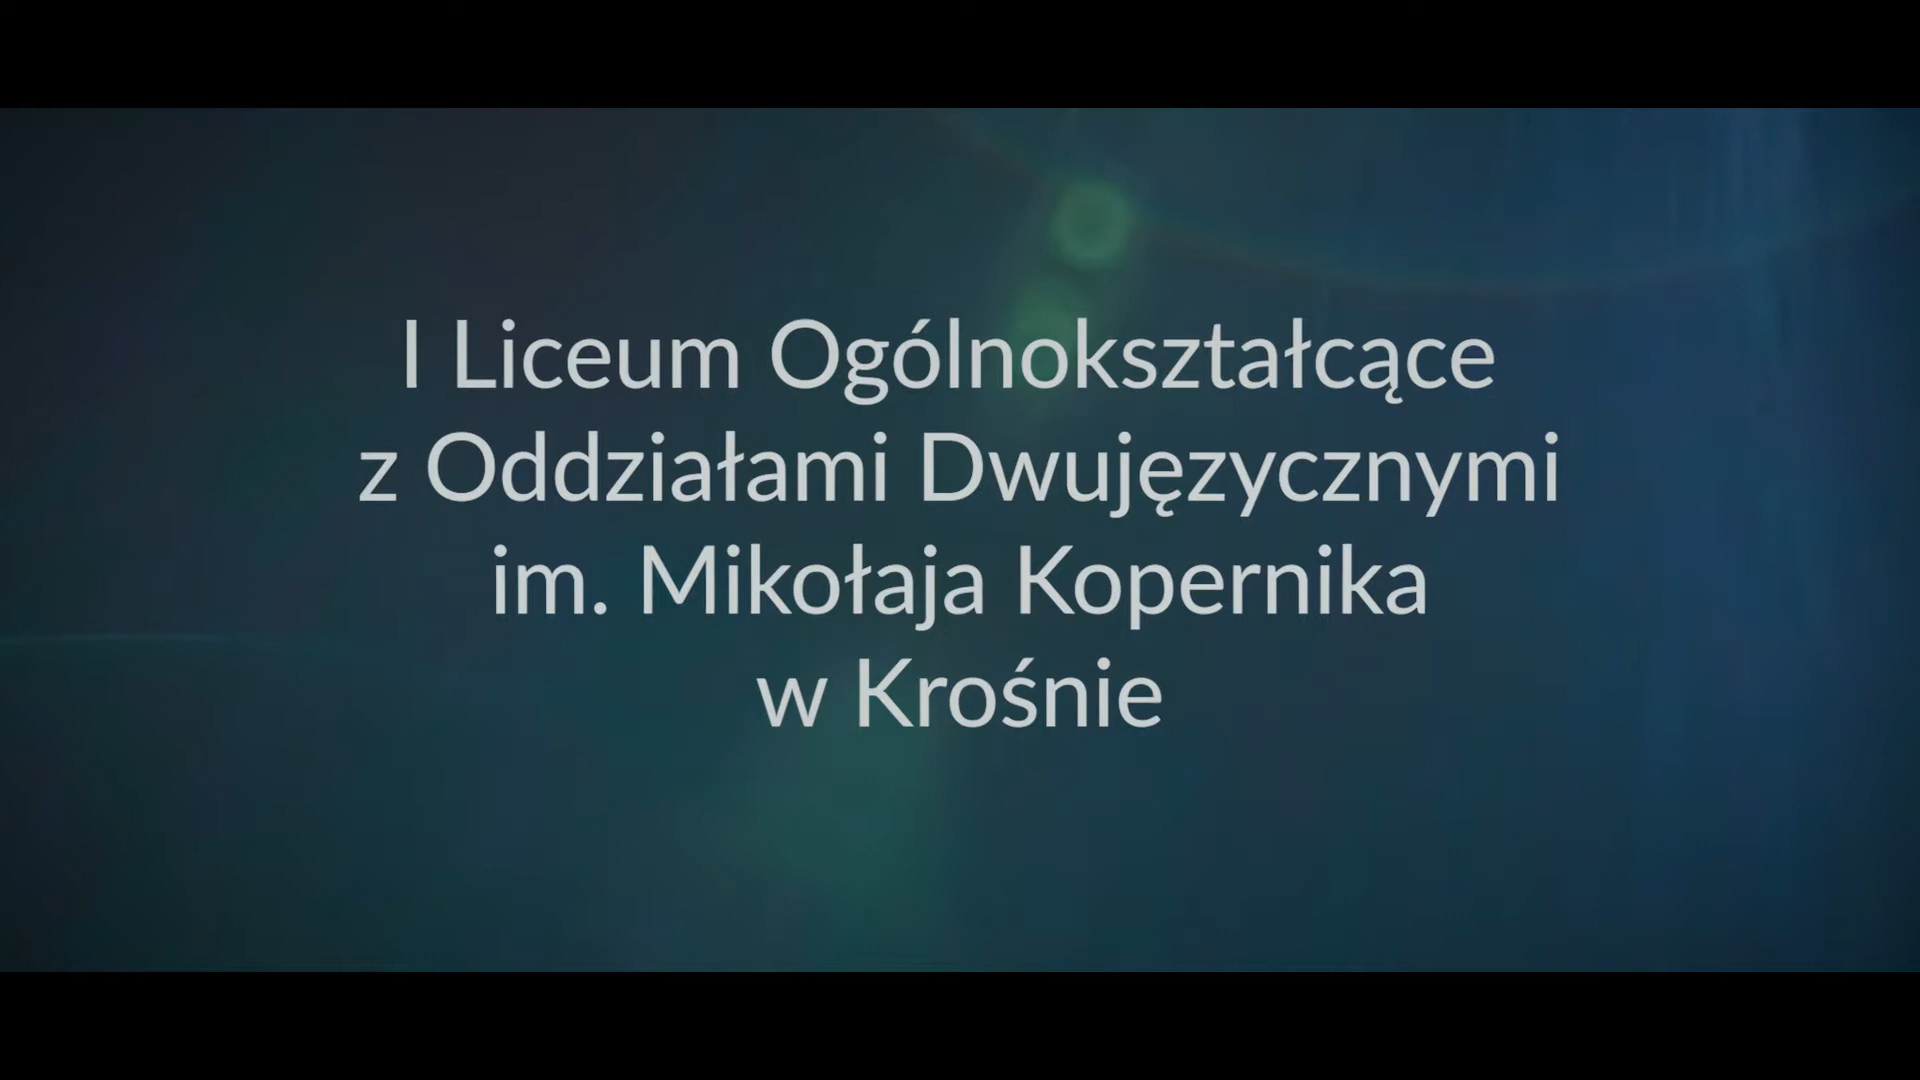 I Liceum Ogólnokształcące
z Oddziałami Dwujęzycznymi
im. Mikołaja Kopernika
w Krośnie